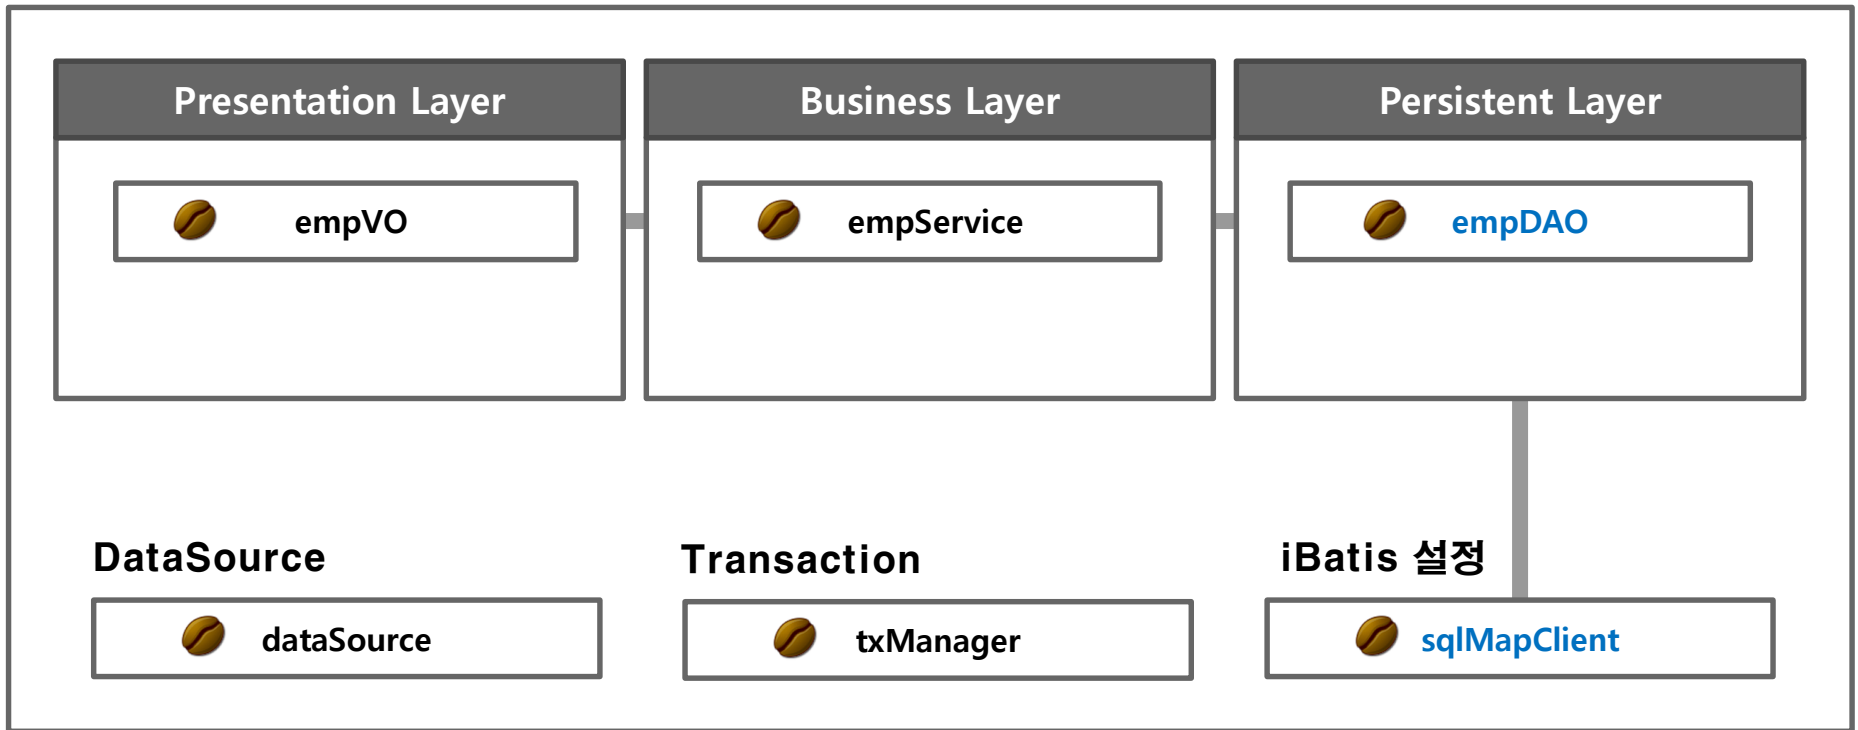 Presentation Layer
Business Layer
Persistent Layer
empVO
empService
empDAO
DataSource
Transaction
iBatis 설정
dataSource
txManager
sqlMapClient